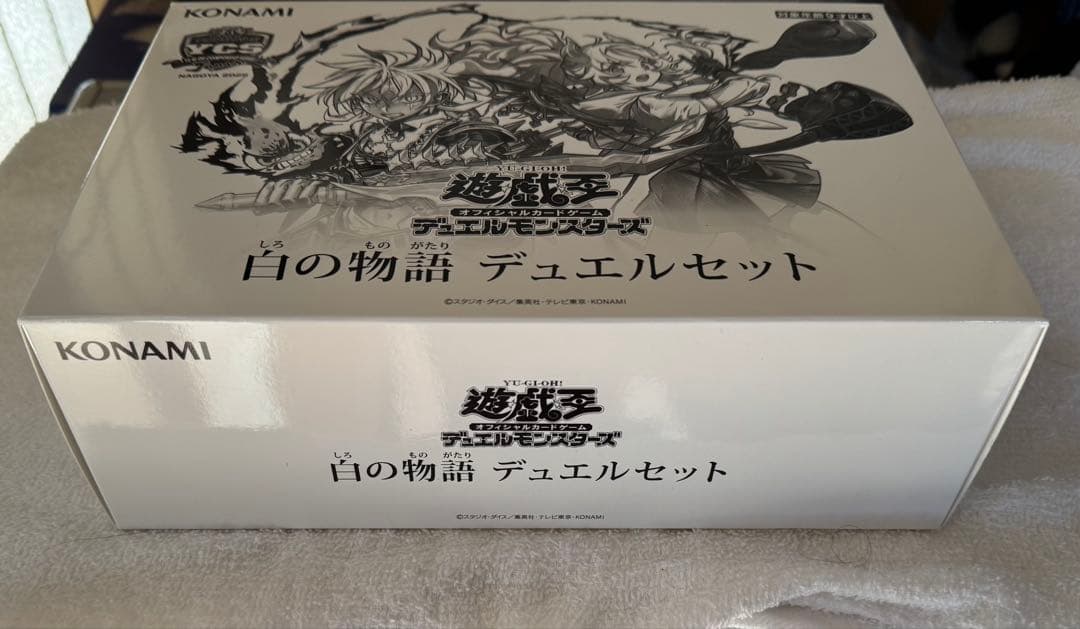 KONAMI
対象年齢9才以上
YCS
NAGOYA 2026
YU-GI-OH!
遊戯王
オフィシャルカードゲーム
デュエルモンスターズ
しろ もの がたり
白の物語 デュエルセット
©スタジオ・ダイス/集英社・テレビ東京・KONAMI
KONAMI
YU-GI-OH!
遊戯王
オフィシャルカードゲーム
デュエルモンスターズ
しろ もの がたり
白の物語 デュエルセット
©スタジオ・ダイス/集英社・テレビ東京・KONAMI